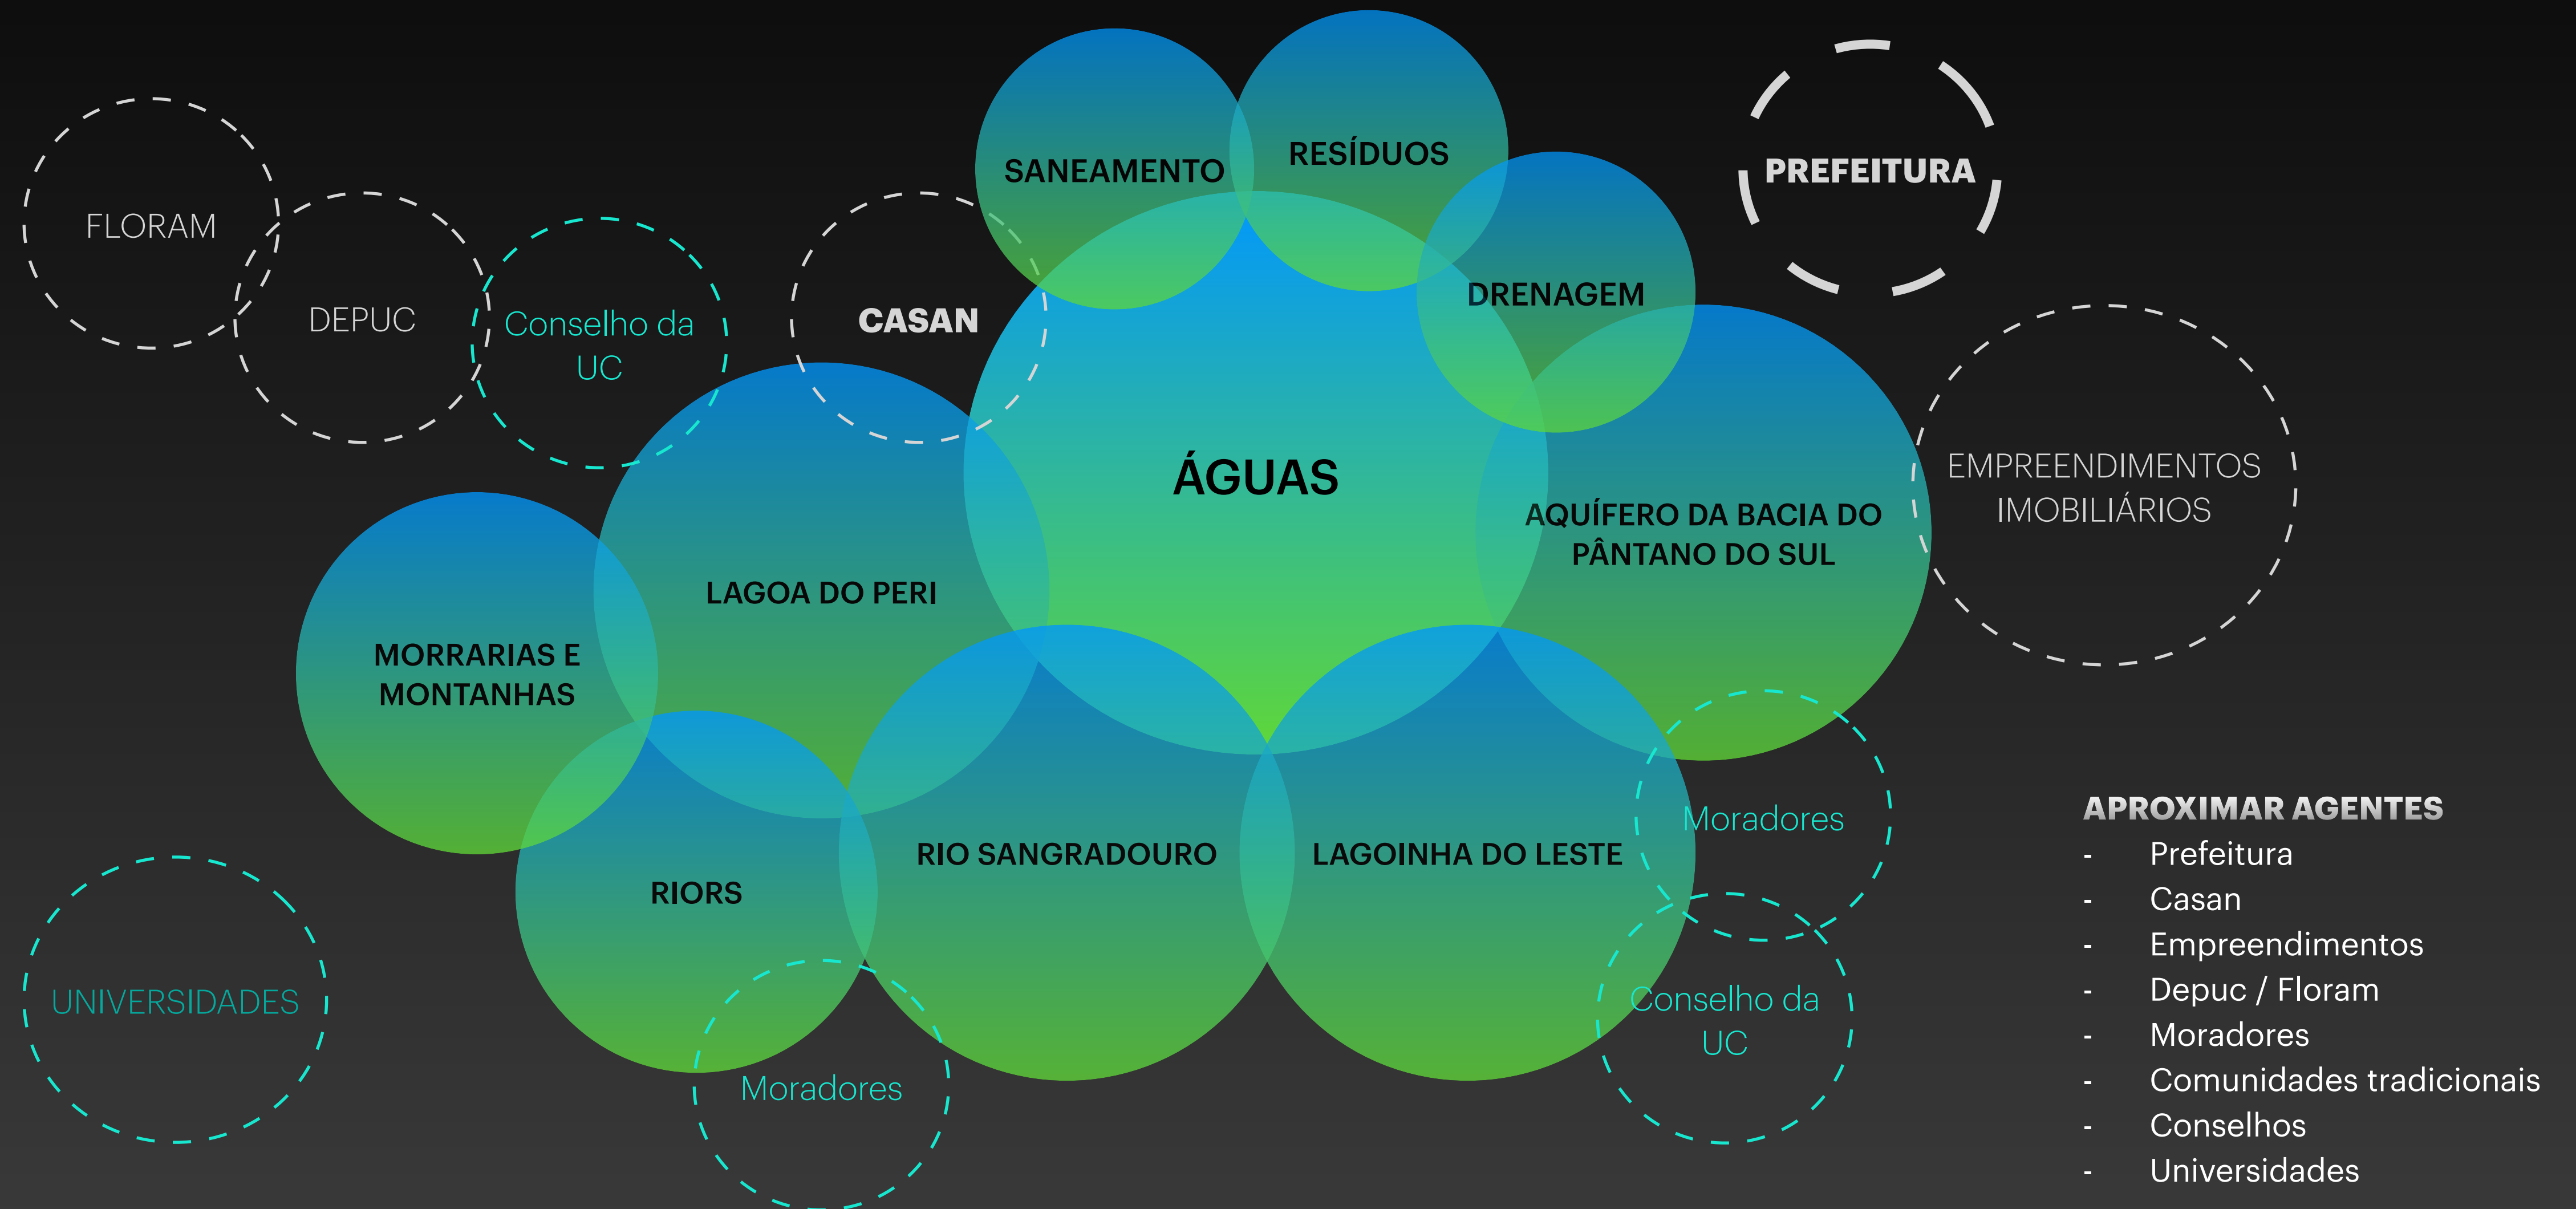 SANEAMENTO
RESÍDUOS
PREFEITURA
FLORAM
DEPUC
Conselho da
UC
CASAN
DRENAGEM
ÁGUAS
EMPREENDIMENTOS
IMOBILIÁRIOS
AQUÍFERO DA BACIA DO
PÂNTANO DO SUL
LAGOA DO PERI
MORRARIAS E
MONTANHAS
RIORS
RIO SANGRADOURO
LAGOINHA DO LESTE
Moradores
Conselho da
UC
UNIVERSIDADES
Moradores
APROXIMAR AGENTES
- Prefeitura
- Casan
- Empreendimentos
- Depuc / Floram
- Moradores
- Comunidades tradicionais
- Conselhos
- Universidades